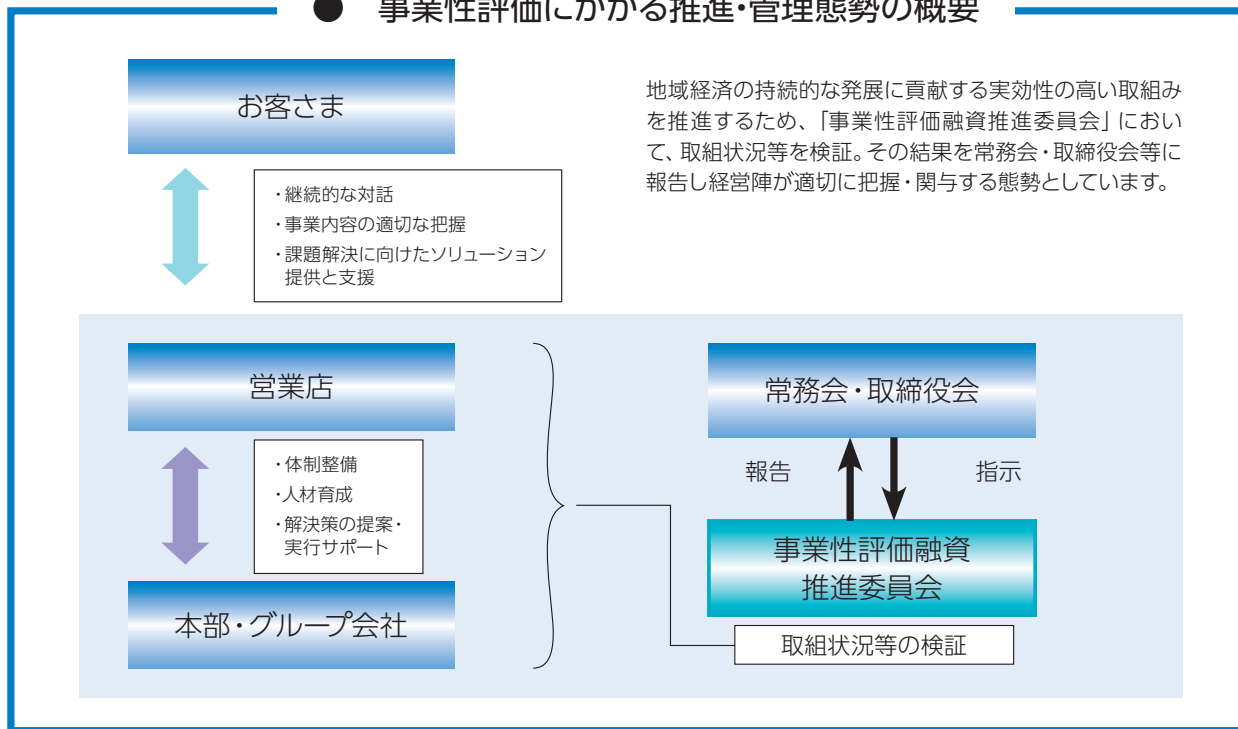 ● 事業性評価にかかる推進・管理態勢の概要
お客さま
地域経済の持続的な発展に貢献する実効性の高い取組み
を推進するため、「事業性評価融資推進委員会」におい
て、取組状況等を検証。その結果を常務会・取締役会等に
報告し経営陣が適切に把握・関与する態勢としています。
・継続的な対話
・事業内容の適切な把握
・課題解決に向けたソリューション
提供と支援
営業店
・体制整備
・人材育成
・解決策の提案・
実行サポート
本部・グループ会社
常務会・取締役会
報告
指示
事業性評価融資
推進委員会
取組状況等の検証